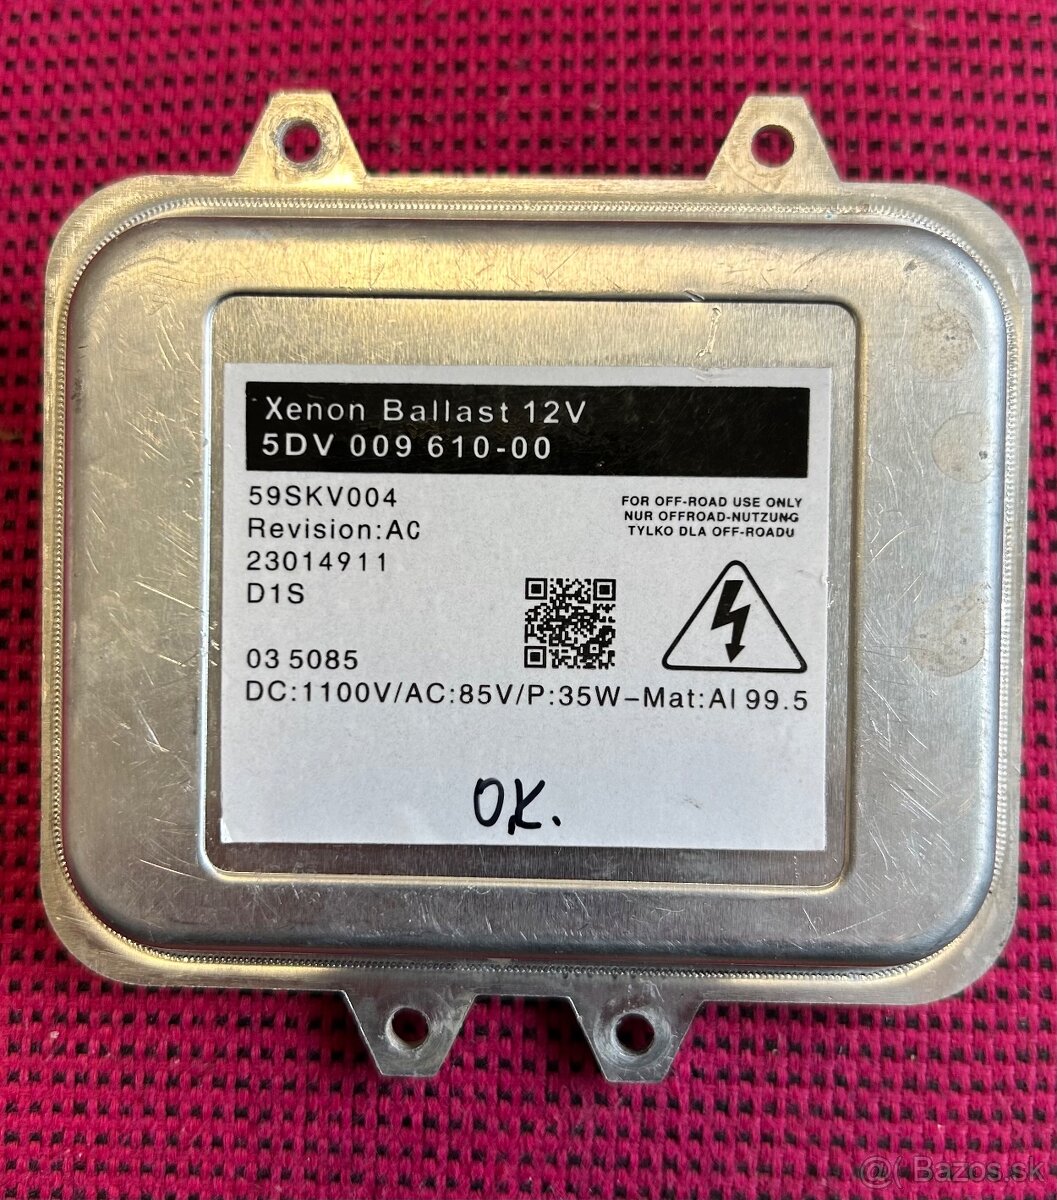 Xenon Ballast 12V
5DV 009 610-00
59SKV004
Revision:AC
23014911
D1S
FOR OFF-ROAD USE ONLY
NUR OFFROAD-NUTZUNG
TYLKO DLA OFF-ROADU
03 5085
DC:1100V/AC:85V/P:35W–Mat:Al 99.5
OK.
@( Bazos.sk